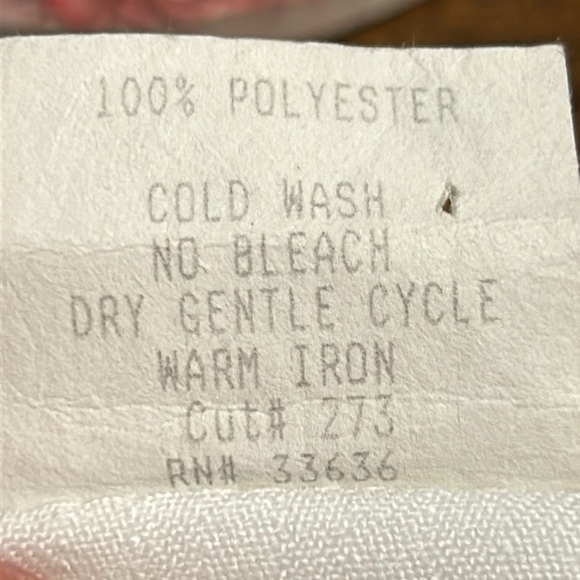 100% POLYESTER
COLD WASH
NO BLEACH
DRY GENTLE CYCLE
WARM IRON
Cut# 273
RN# 33636